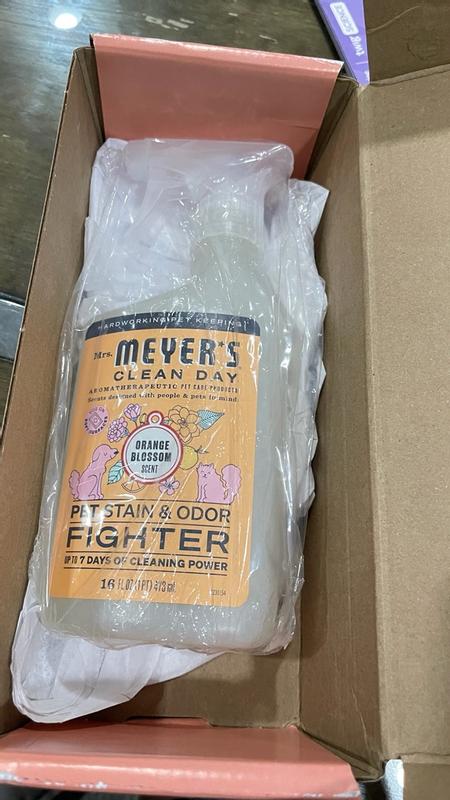 twig
SCIENCE
HARDWORKING PET KEEPING
Mrs. MEYER'S
CLEAN DAY
AROMATHERAPEUTIC PET CARE PRODUCTS
Scents designed with people & pets in mind.
ORANGE
BLOSSOM
SCENT
PET STAIN & ODOR
FIGHTER
UP TO 7 DAYS OF CLEANING POWER
16 FL OZ (1 PT) 473 mL